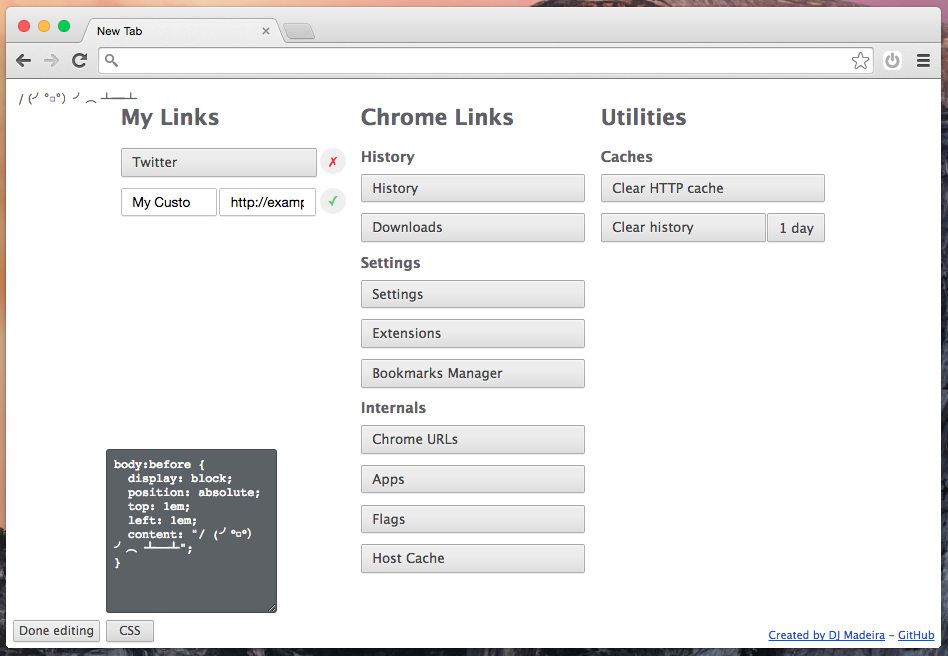 New Tab
/ (╯°□°) ╯︵ ┻━┻
My Links
Twitter
✗
My Custo
http://examp
✓
Chrome Links
History
History
Downloads
Settings
Settings
Extensions
Bookmarks Manager
Internals
Chrome URLs
Apps
Flags
Host Cache
Utilities
Caches
Clear HTTP cache
Clear history
1 day
body:before {
display: block;
position: absolute;
top: 1em;
left: 1em;
content: "/ (╯°□°)
╯︵ ┻━┻";
}
Done editing
CSS
Created by DJ Madeira – GitHub